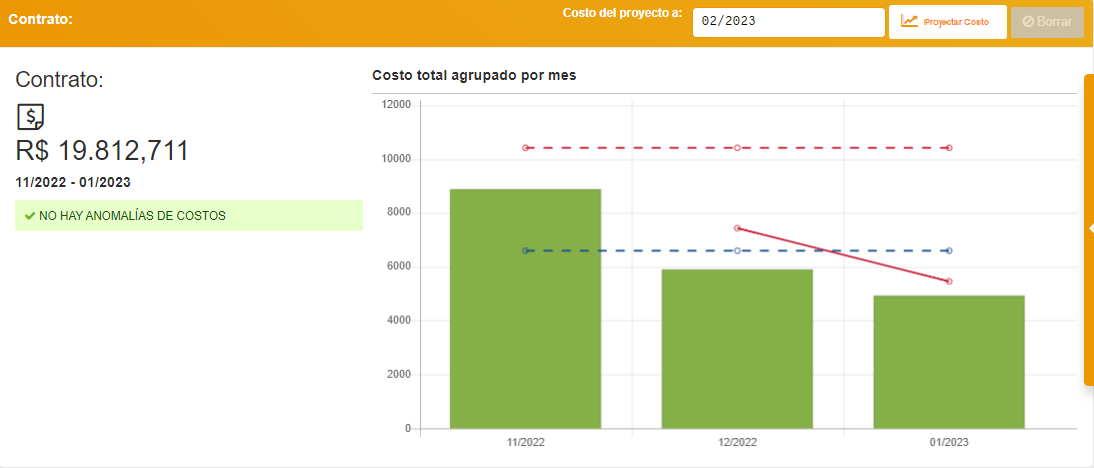 Contrato:
Costo del proyecto a:
02/2023
Proyectar Costo
Borrar
Contrato:
R$ 19.812,711
11/2022 - 01/2023
NO HAY ANOMALÍAS DE COSTOS
Costo total agrupado por mes
12000
10000
8000
6000
4000
2000
0
11/2022
12/2022
01/2023